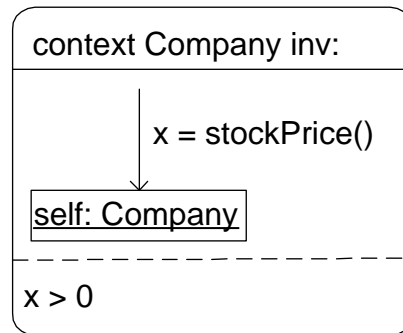 context Company inv:
x = stockPrice()
self: Company
x > 0